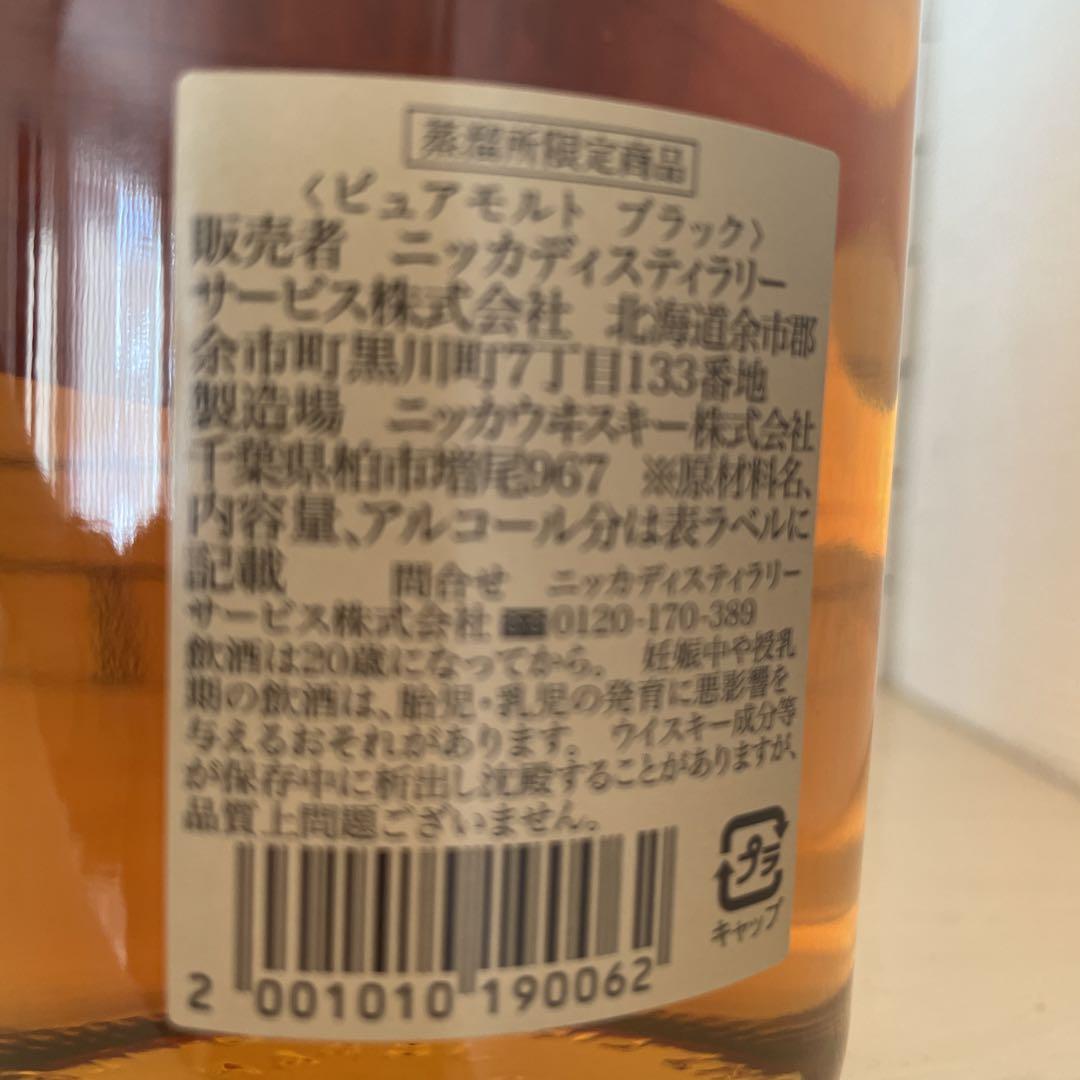 蒸溜所限定商品
〈ピュアモルト ブラック〉
販売者 ニッカディスティラリー
サービス株式会社 北海道余市郡
余市町黒川町7丁目133番地
製造場 ニッカウヰスキー株式会社
千葉県柏市増尾967 ※原材料名、
内容量、アルコール分は表ラベルに
記載 問合せ ニッカディスティラリー
サービス株式会社 0120-170-389
飲酒は20歳になってから。 妊娠中や授乳
期の飲酒は、胎児・乳児の発育に悪影響を
与えるおそれがあります。 ウイスキー成分等
が保存中に析出し沈殿することがありますが、
品質上問題ございません。
プラ
キャップ
2 001010 190062